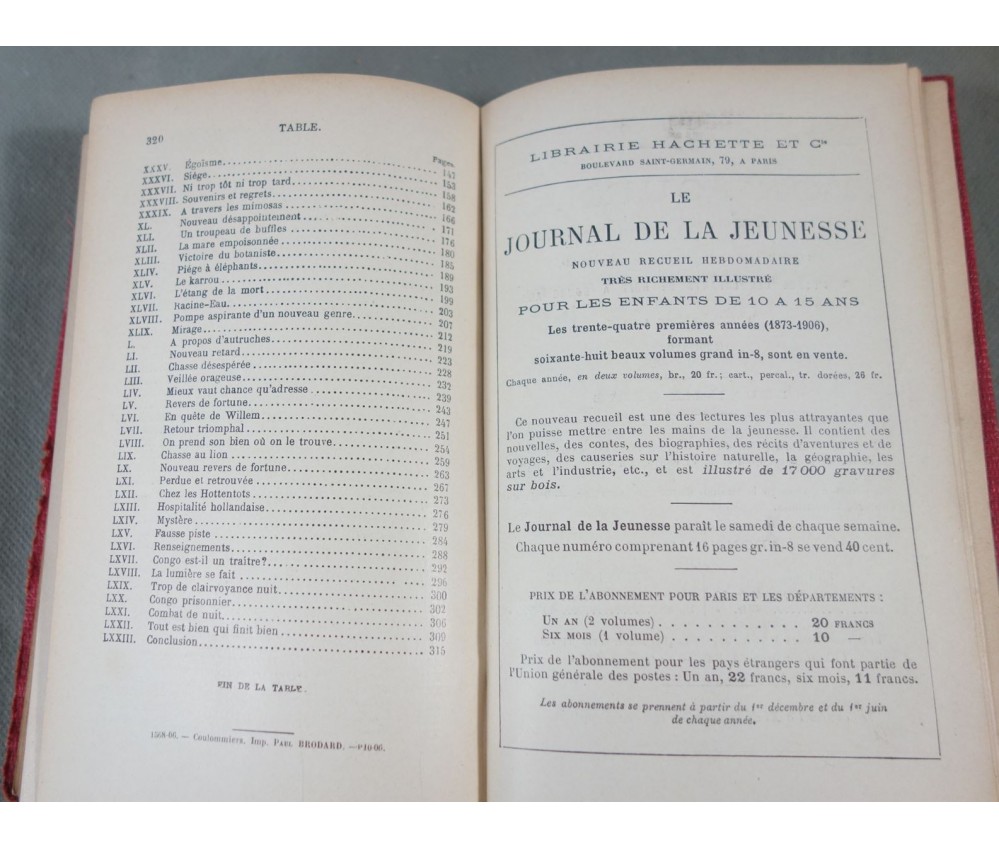 320
TABLE.
Pages.
XXXV. Égoïsme 147
XXXVI. Siège 153
XXXVII. Ni trop tôt ni trop tard 158
XXXVIII. Souvenirs et regrets 162
XXXIX. A travers les mimosas 166
XL. Nouveau désappointement 171
XLI. Un troupeau de buffles 176
XLII. La mare empoisonnée 180
XLIII. Victoire du botaniste 185
XLIV. Piége à éléphants 189
XLV. Le karrou 193
XLVI. L'étang de la mort 199
XLVII. Racine-Eau 203
XLVIII. Pompe aspirante d'un nouveau genre 207
XLIX. Mirage 212
L. A propos d'autruches 219
LI. Nouveau retard 223
LII. Chasse désespérée 228
LIII. Veillée orageuse 232
LIV. Mieux vaut chance qu'adresse 239
LV. Revers de fortune 243
LVI. En quête de Willem 247
LVII. Retour triomphal 251
LVIII. On prend son bien où on le trouve 254
LIX. Chasse au lion 259
LX. Nouveau revers de fortune 263
LXI. Perdue et retrouvée 267
LXII. Chez les Hottentots 273
LXIII. Hospitalité hollandaise 276
LXIV. Mystère 279
LXV. Fausse piste 284
LXVI. Renseignements 288
LXVII. Congo est-il un traître? 292
LXVIII. La lumière se fait 296
LXIX. Trop de clairvoyance nuit 300
LXX. Congo prisonnier 302
LXXI. Combat de nuit 306
LXXII. Tout est bien qui finit bien 309
LXXIII. Conclusion 315
FIN DE LA TABLE.
1568-06. — Coulommiers. Imp. PAUL BRODARD. — P10-06.
LIBRAIRIE HACHETTE ET Cie
BOULEVARD SAINT-GERMAIN, 79, A PARIS
LE
JOURNAL DE LA JEUNESSE
NOUVEAU RECUEIL HEBDOMADAIRE
TRÈS RICHEMENT ILLUSTRÉ
POUR LES ENFANTS DE 10 A 15 ANS
Les trente-quatre premières années (1873-1906),
formant
soixante-huit beaux volumes grand in-8, sont en vente.
Chaque année, en deux volumes, br., 20 fr.; cart., percal., tr. dorées, 26 fr.
Ce nouveau recueil est une des lectures les plus attrayantes que
l'on puisse mettre entre les mains de la jeunesse. Il contient des
nouvelles, des contes, des biographies, des récits d'aventures et de
voyages, des causeries sur l'histoire naturelle, la géographie, les
arts et l'industrie, etc., et est illustré de 17 000 gravures
sur bois.
Le Journal de la Jeunesse paraît le samedi de chaque semaine.
Chaque numéro comprenant 16 pages gr. in-8 se vend 40 cent.
PRIX DE L'ABONNEMENT POUR PARIS ET LES DÉPARTEMENTS :
UN AN (2 volumes) 20 FRANCS
SIX MOIS (1 volume) 10 —
Prix de l'abonnement pour les pays étrangers qui font partie de
l'Union générale des postes : Un an, 22 francs, six mois, 11 francs.
Les abonnements se prennent à partir du 1er décembre et du 1er juin
de chaque année.